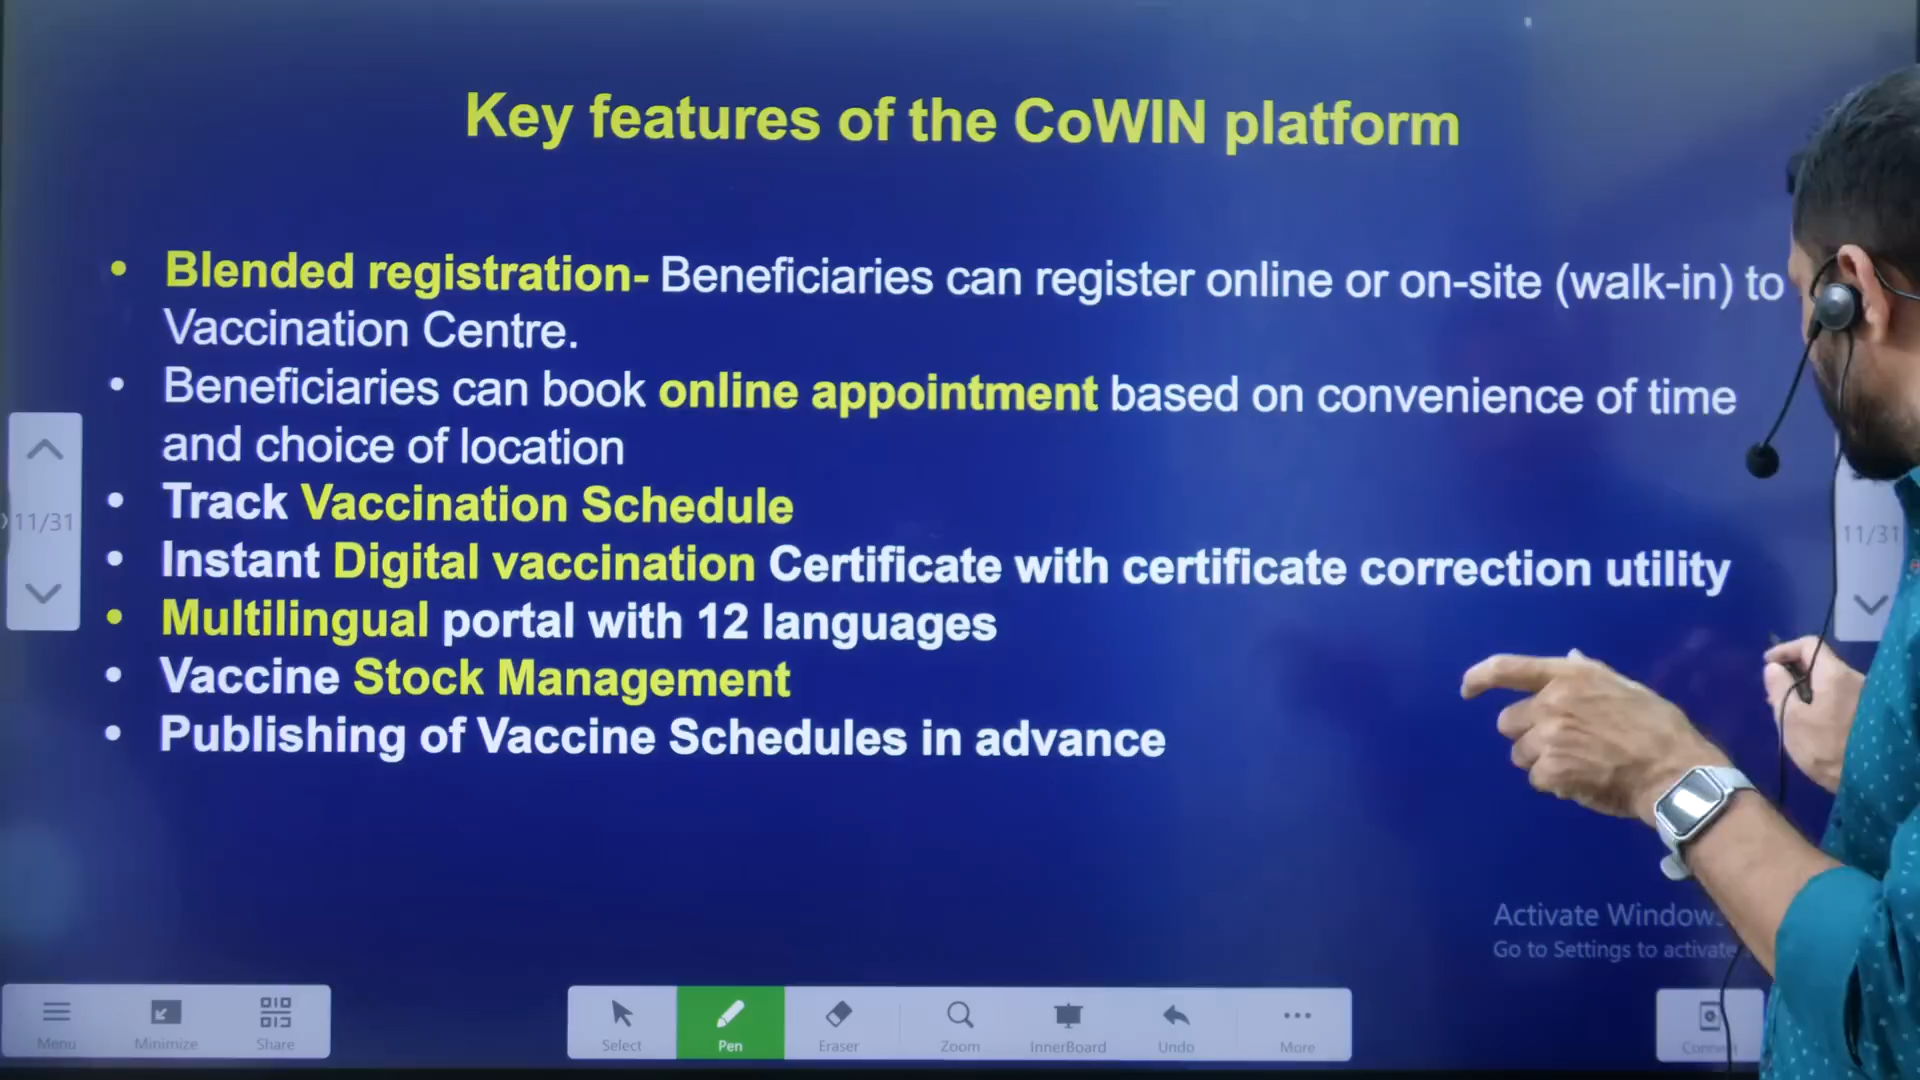 Key features of the CoWIN platform
• Blended registration- Beneficiaries can register online or on-site (walk-in) to
Vaccination Centre.
• Beneficiaries can book online appointment based on convenience of time
and choice of location
• Track Vaccination Schedule
• Instant Digital vaccination Certificate with certificate correction utility
• Multilingual portal with 12 languages
• Vaccine Stock Management
• Publishing of Vaccine Schedules in advance
11/31
11/31
Activate Window
Go to Settings to activate
Menu Minimize Share Select Pen Eraser Zoom InnerBoard Undo More